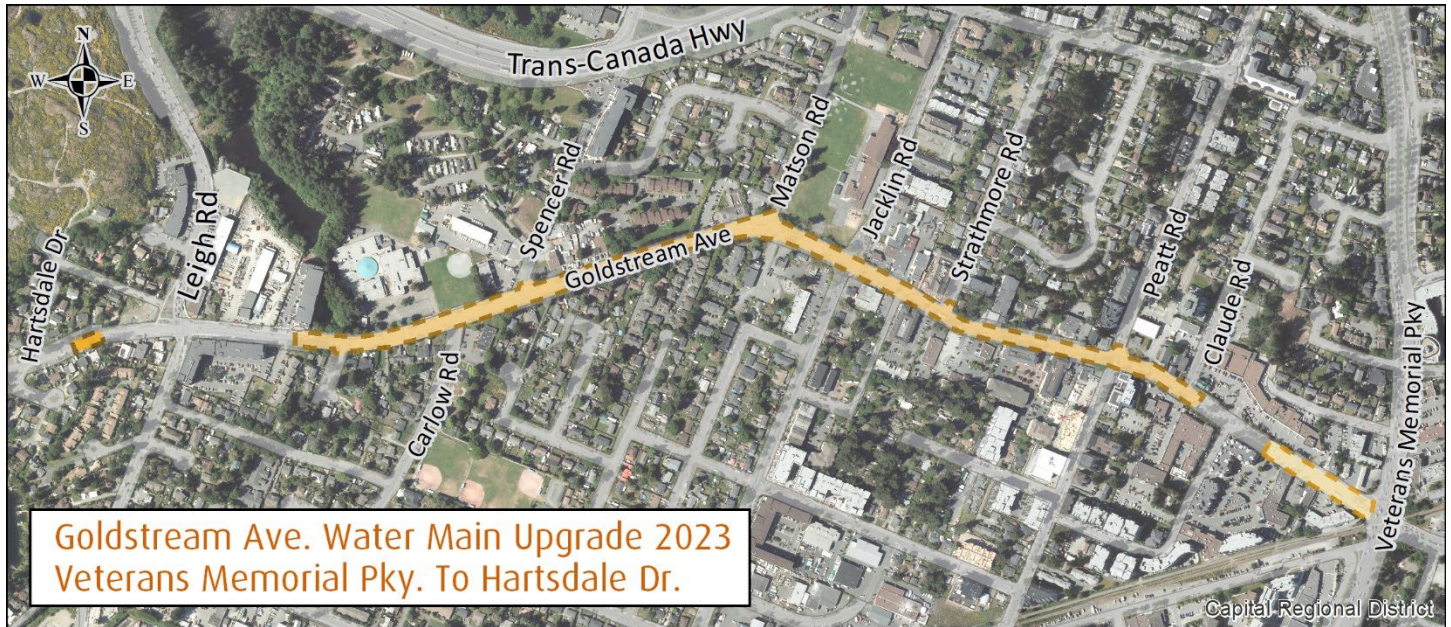 N
W E
S
Trans-Canada Hwy
Hartsdale Dr
Leigh Rd
Carlow Rd
Spencer Rd
Goldstream Ave
Matson Rd
Jacklin Rd
Strathmore Rd
Peatt Rd
Claude Rd
Veterans Memorial Pky
Goldstream Ave. Water Main Upgrade 2023
Veterans Memorial Pky. To Hartsdale Dr.
Capital Regional District